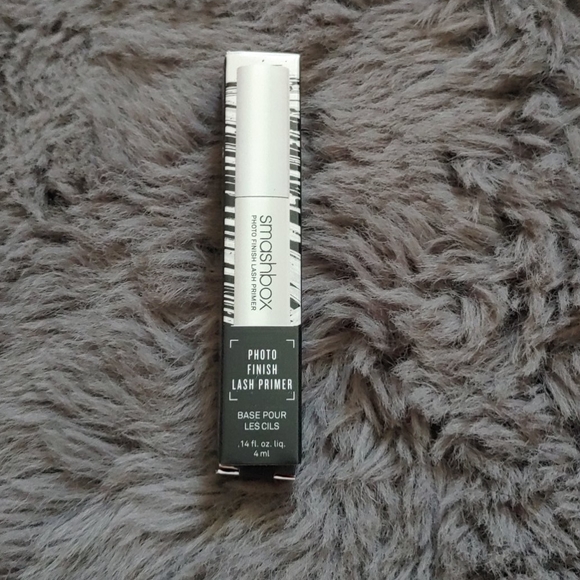 smashbox
PHOTO FINISH LASH PRIMER
PHOTO
FINISH
LASH PRIMER
BASE POUR
LES CILS
.14 fl. oz. liq.
4 ml